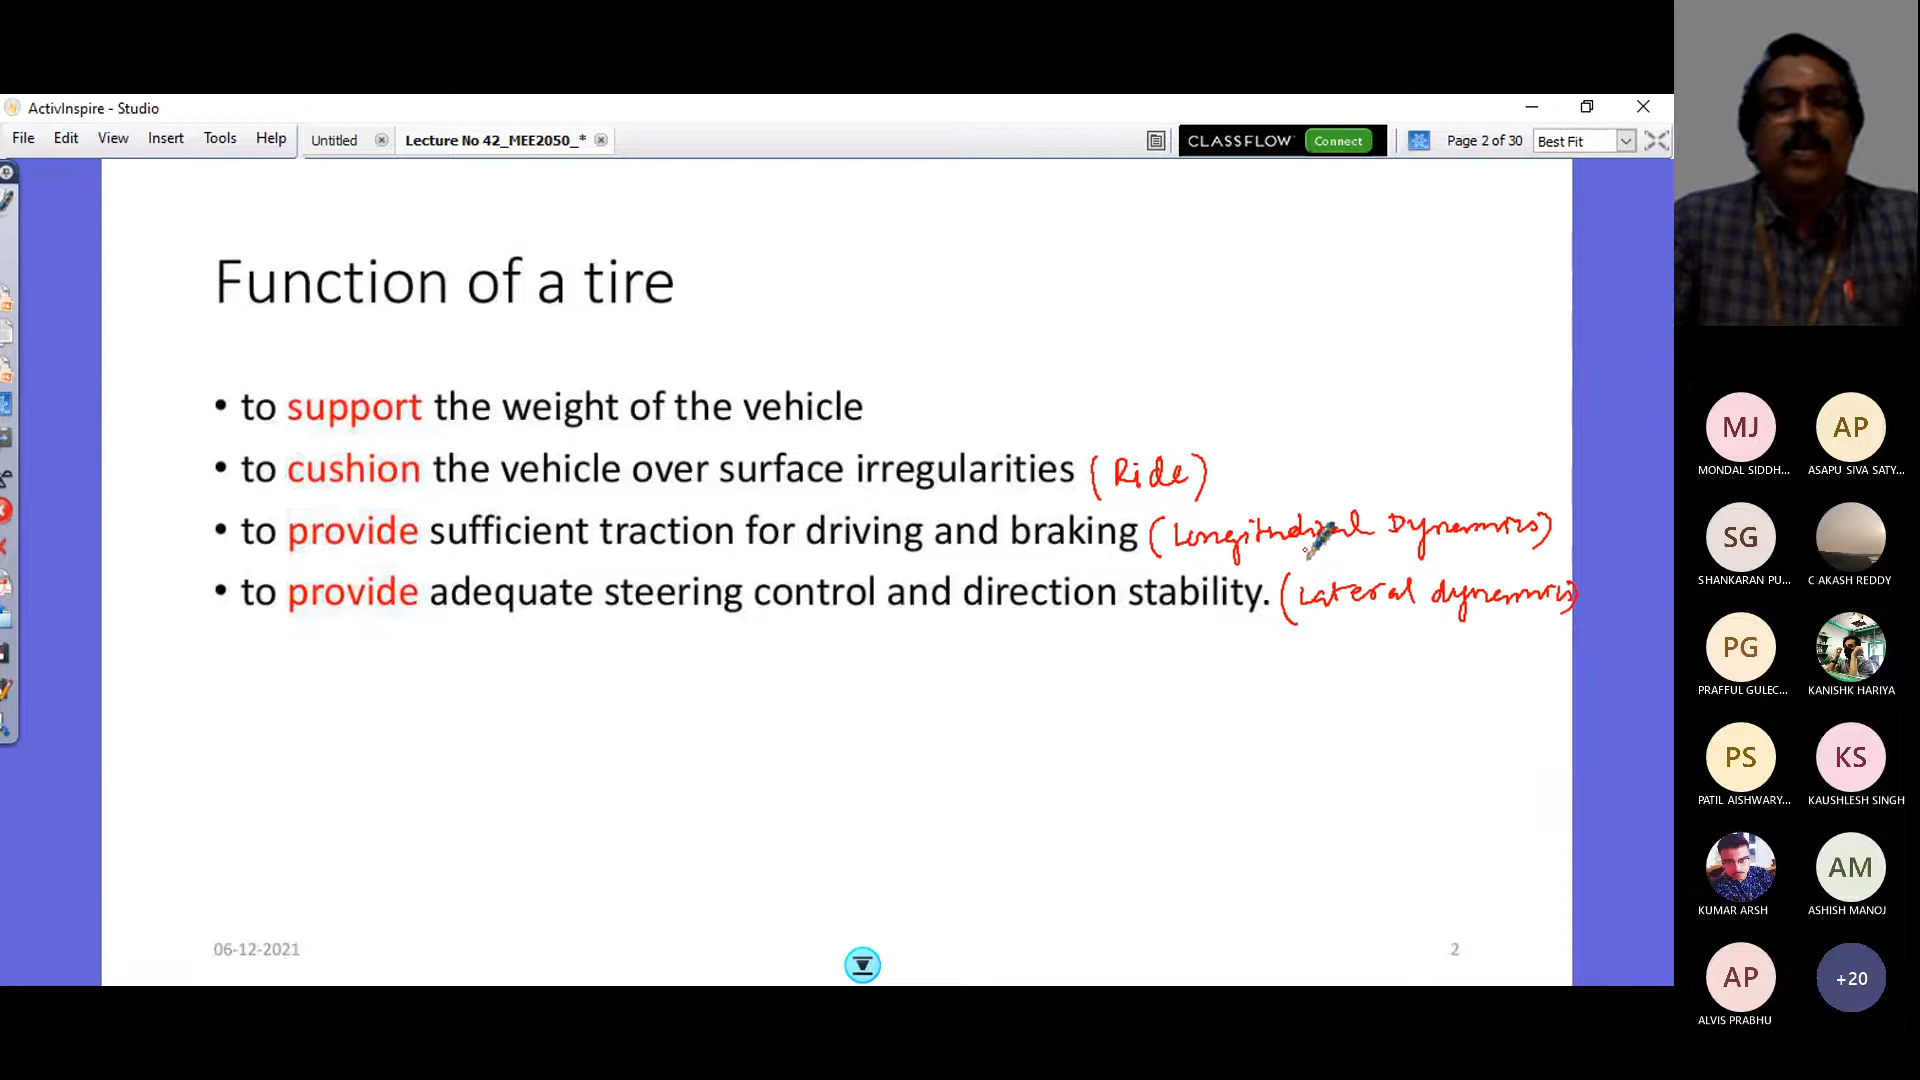 ActivInspire - Studio
File Edit View Insert Tools Help Untitled Lecture No 42_MEE2050_* CLASSFLOW Connect Page 2 of 30 Best Fit
Function of a tire
• to support the weight of the vehicle
• to cushion the vehicle over surface irregularities (Ride)
• to provide sufficient traction for driving and braking (Longitudinal Dynamics)
• to provide adequate steering control and direction stability. (Lateral dynamics)
06-12-2021
2
MJ AP
MONDAL SIDDH... ASAPU SIVA SATY...
SG
SHANKARAN PU... C AKASH REDDY
PG
PRAFFUL GULEC... KANISHK HARIYA
PS KS
PATIL AISHWARY... KAUSHLESH SINGH
AM
KUMAR ARSH ASHISH MANOJ
AP +20
ALVIS PRABHU